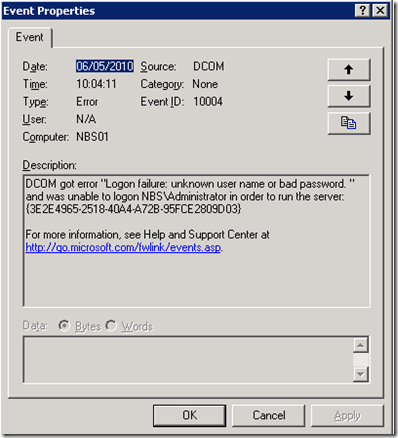 Event Properties
Event
Date: 06/05/2010 Source: DCOM
Time: 10:04:11 Category: None
Type: Error Event ID: 10004
User: N/A
Computer: NBS01
Description:
DCOM got error "Logon failure: unknown user name or bad password. "
and was unable to logon NBS\Administrator in order to run the server:
{3E2E4965-2518-40A4-A72B-95FCE2809D03}
For more information, see Help and Support Center at
http://go.microsoft.com/fwlink/events.asp.
Data: Bytes Words
OK Cancel Apply